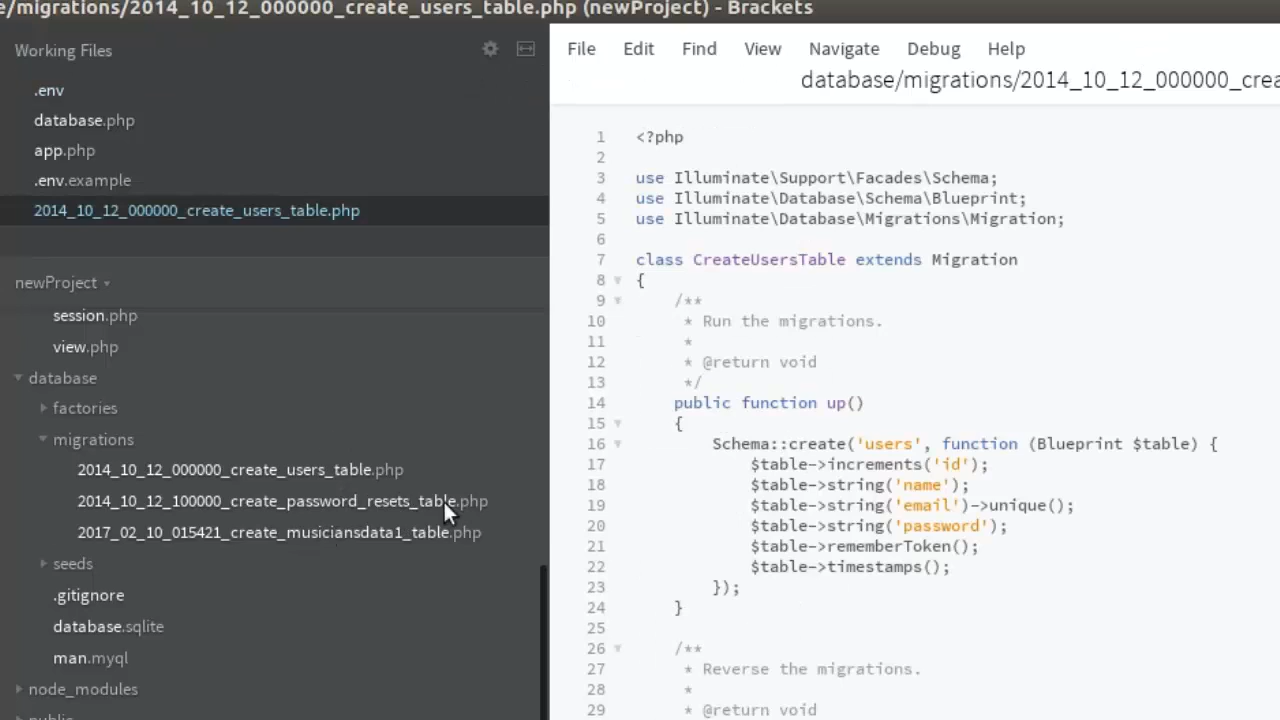 e/migrations/2014_10_12_000000_create_users_table.php (newProject) - Brackets
Working Files
.env
database.php
app.php
.env.example
2014_10_12_000000_create_users_table.php
newProject
session.php
view.php
database
factories
migrations
2014_10_12_000000_create_users_table.php
2014_10_12_100000_create_password_resets_table.php
2017_02_10_015421_create_musiciansdata1_table.php
seeds
.gitignore
database.sqlite
man.myql
node_modules
public
File Edit Find View Navigate Debug Help
database/migrations/2014_10_12_000000_crea
1 <?php
2
3 use Illuminate\Support\Facades\Schema;
4 use Illuminate\Database\Schema\Blueprint;
5 use Illuminate\Database\Migrations\Migration;
6
7 class CreateUsersTable extends Migration
8 {
9 /**
10 * Run the migrations.
11 *
12 * @return void
13 */
14 public function up()
15 {
16 Schema::create('users', function (Blueprint $table) {
17 $table->increments('id');
18 $table->string('name');
19 $table->string('email')->unique();
20 $table->string('password');
21 $table->rememberToken();
22 $table->timestamps();
23 });
24 }
25
26 /**
27 * Reverse the migrations.
28 *
29 * @return void